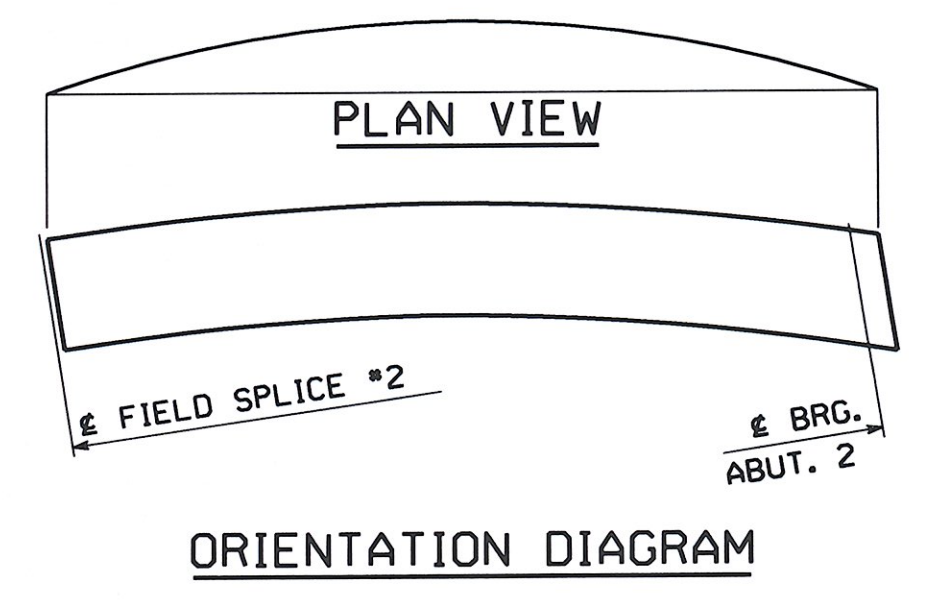 PLAN VIEW
℄ FIELD SPLICE #2
℄ BRG.
ABUT. 2
ORIENTATION DIAGRAM